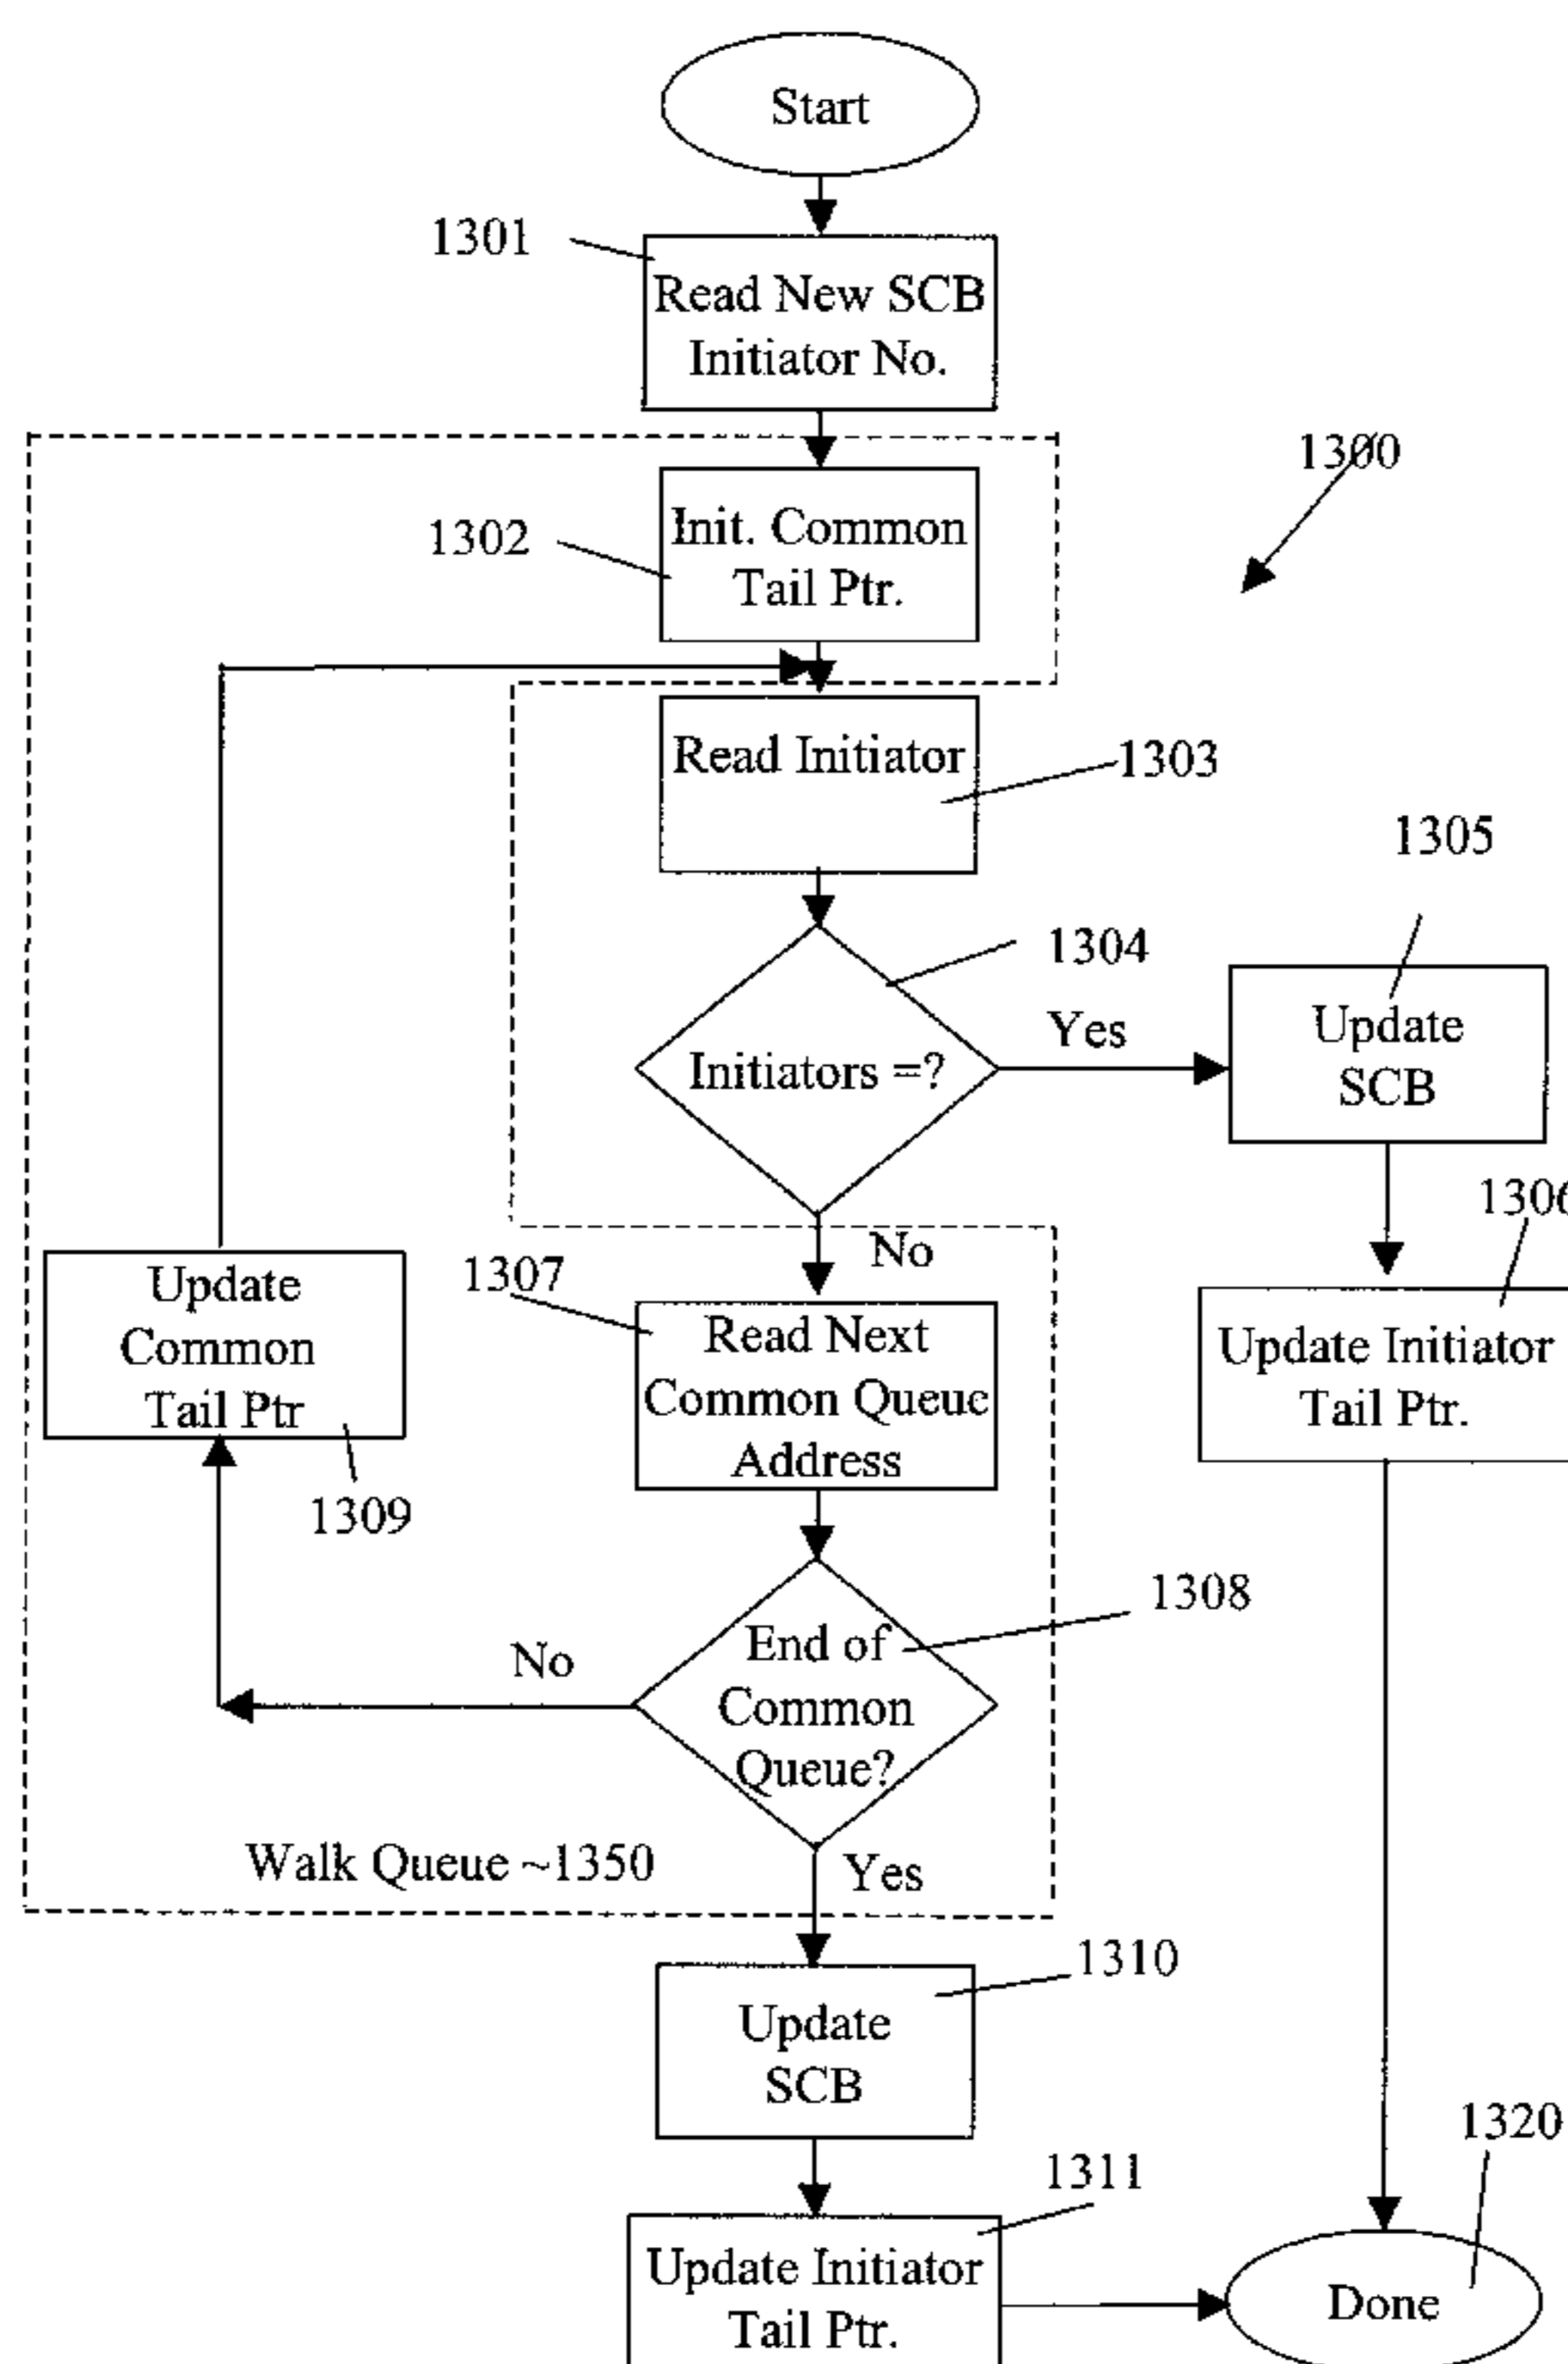 Start
1301
Read New SCB
Initiator No.
1300
1302
Init. Common
Tail Ptr.
Read Initiator
1303
1305
1304
Yes
Initiators =?
Update
SCB
1306
No
1307
Update
Common
Tail Ptr
Read Next
Common Queue
Address
Update Initiator
Tail Ptr.
1309
1308
No
End of
Common
Queue?
Walk Queue ~1350
Yes
1310
Update
SCB
1320
1311
Update Initiator
Tail Ptr.
Done